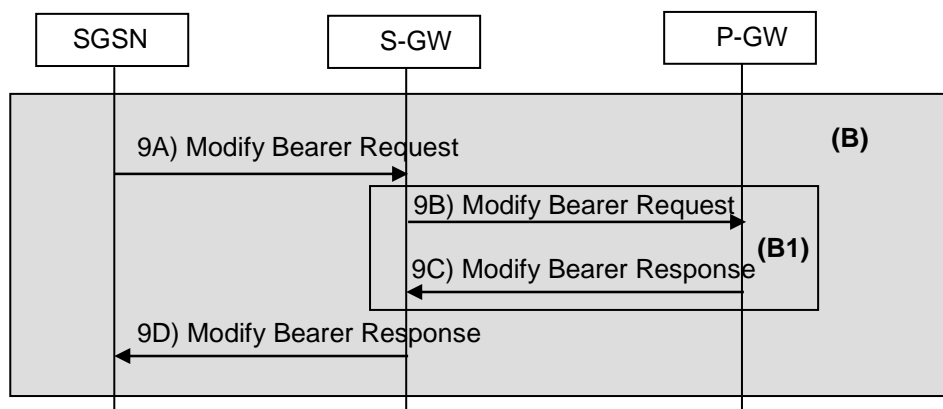 SGSN
S-GW
P-GW
(B)
9A) Modify Bearer Request
9B) Modify Bearer Request
(B1)
9C) Modify Bearer Response
9D) Modify Bearer Response